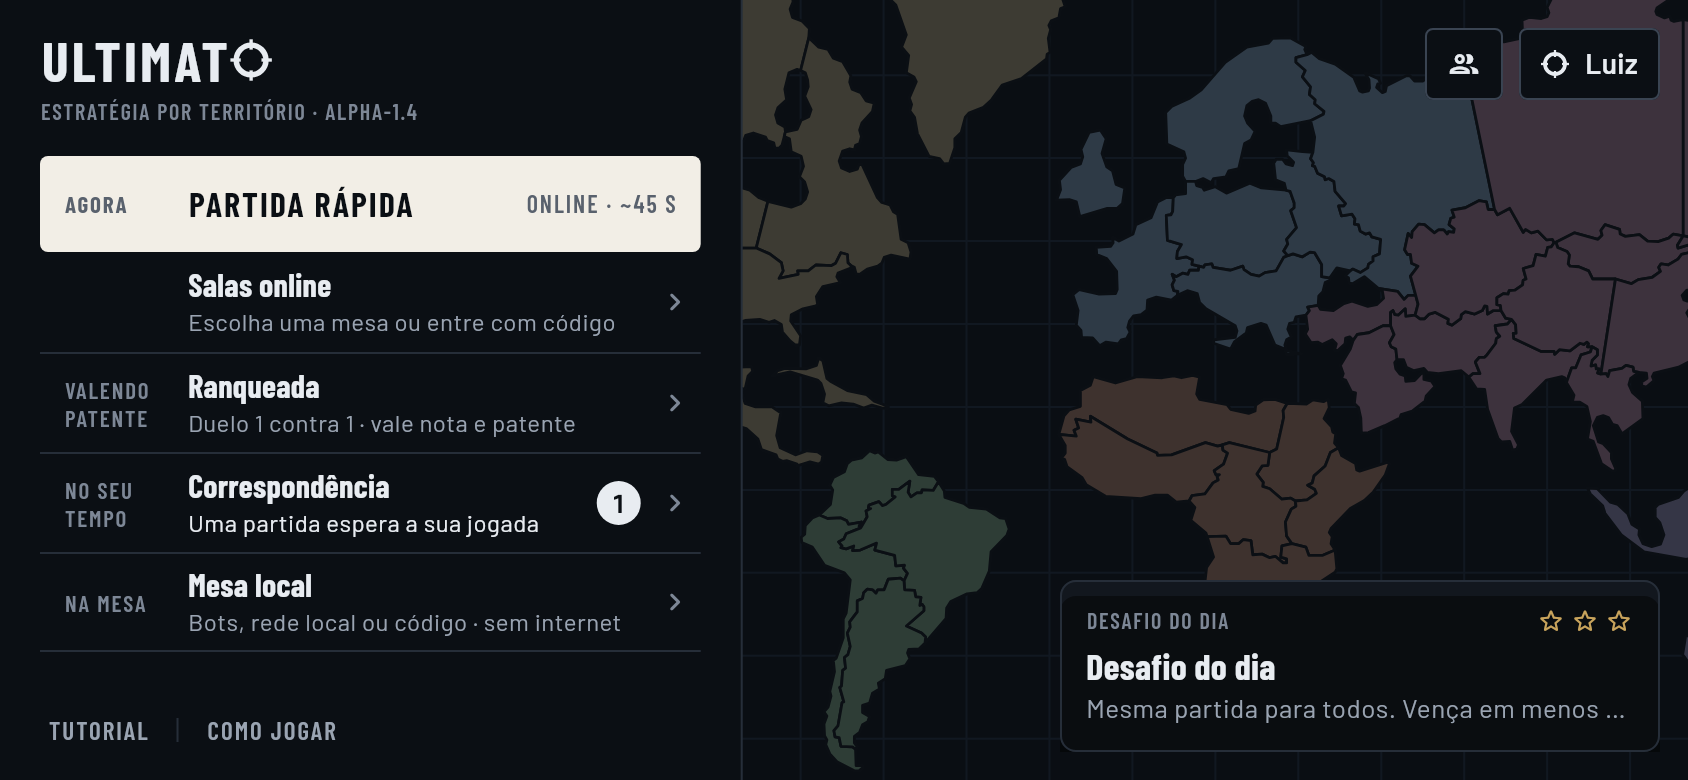 ULTIMATO
ESTRATÉGIA POR TERRITÓRIO · ALPHA-1.4
AGORA PARTIDA RÁPIDA ONLINE · ~45 S
Salas online
Escolha uma mesa ou entre com código
VALENDO PATENTE
Ranqueada
Duelo 1 contra 1 · vale nota e patente
NO SEU TEMPO
Correspondência
Uma partida espera a sua jogada
1
NA MESA
Mesa local
Bots, rede local ou código · sem internet
TUTORIAL
COMO JOGAR
Luiz
DESAFIO DO DIA
Desafio do dia
Mesma partida para todos. Vença em menos ...